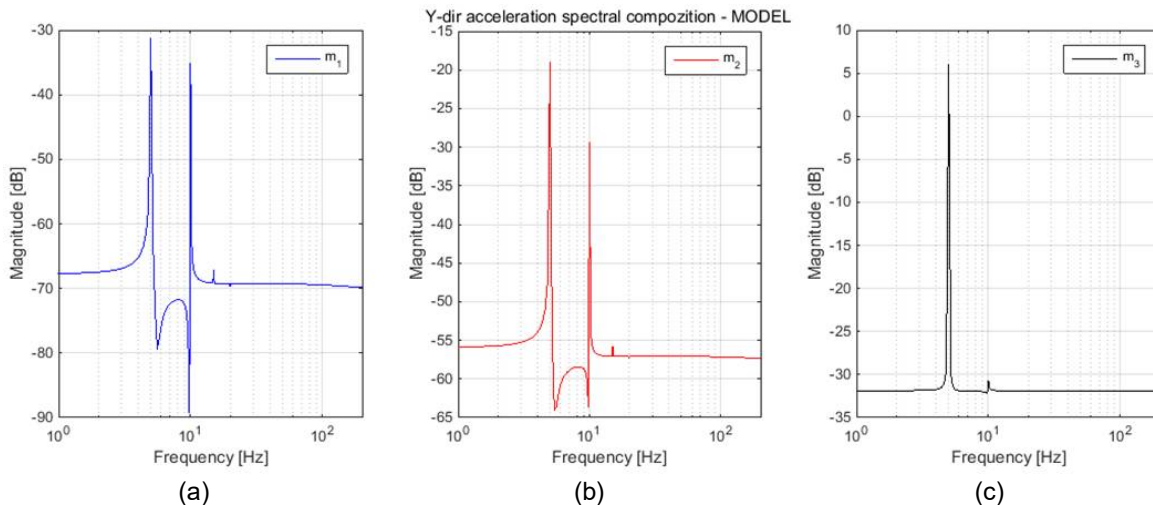 Y-dir acceleration spectral compozition - MODEL
-30
-40
-50
-60
-70
-80
-90
Magnitude [dB]
m1
10^0 10^1 10^2
Frequency [Hz]
(a)
-15
-20
-25
-30
-35
-40
-45
-50
-55
-60
-65
Magnitude [dB]
m2
10^0 10^1 10^2
Frequency [Hz]
(b)
10
5
0
-5
-10
-15
-20
-25
-30
-35
Magnitude [dB]
m3
10^0 10^1 10^2
Frequency [Hz]
(c)